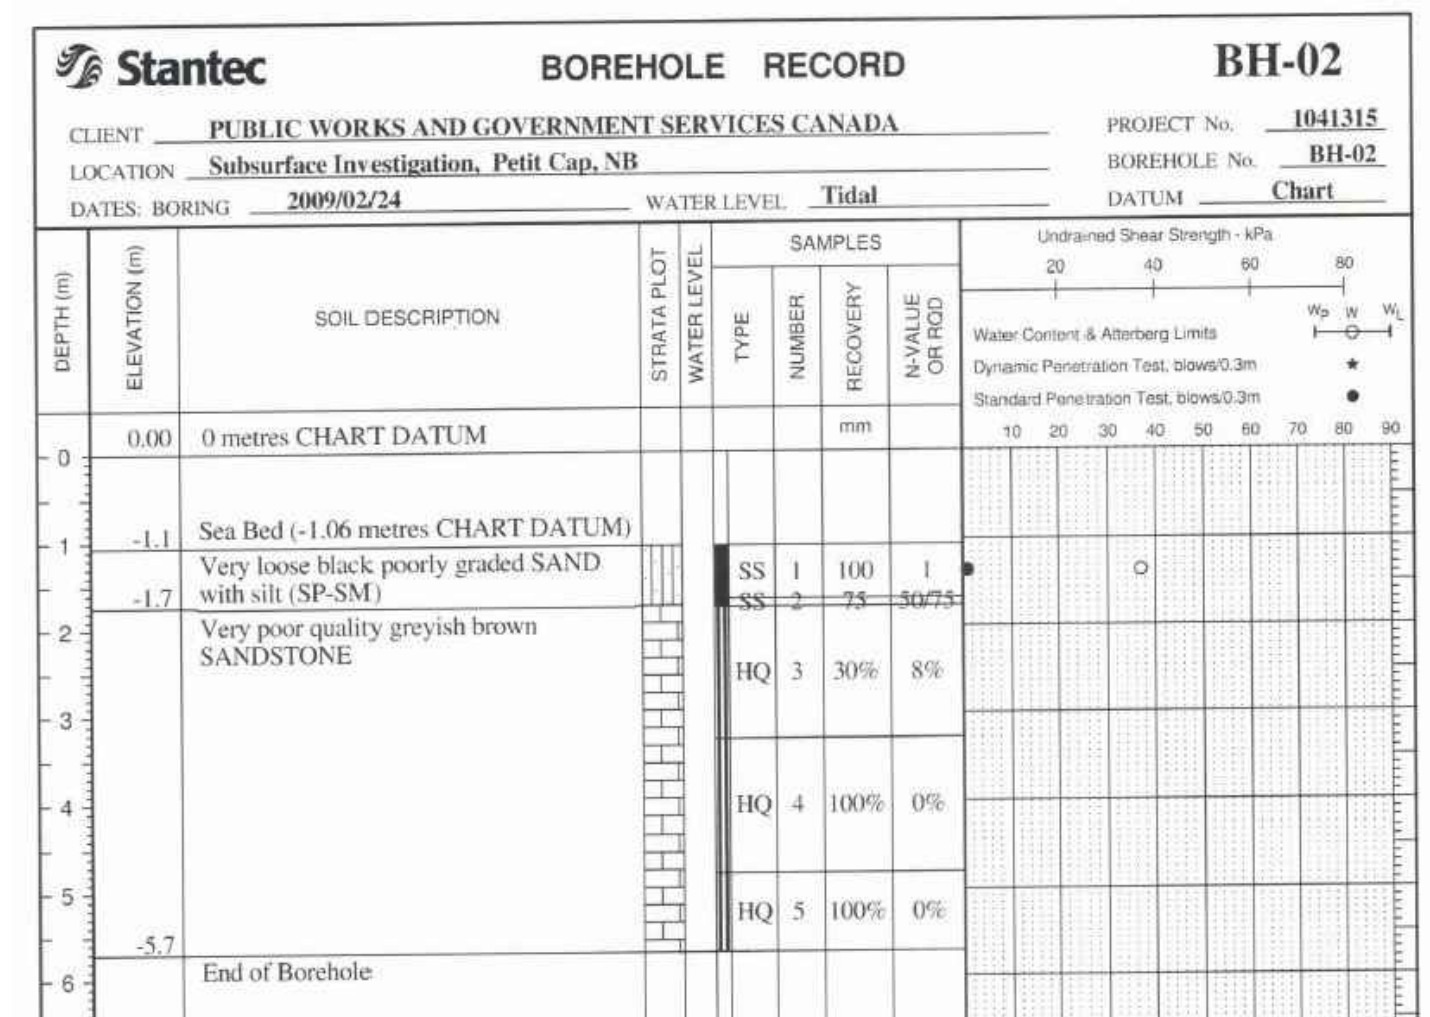 Stantec
BOREHOLE RECORD
BH-02
CLIENT PUBLIC WORKS AND GOVERNMENT SERVICES CANADA
PROJECT No. 1041315
LOCATION Subsurface Investigation, Petit Cap, NB
BOREHOLE No. BH-02
DATES: BORING 2009/02/24 WATER LEVEL Tidal
DATUM Chart
DEPTH (m)
ELEVATION (m)
SOIL DESCRIPTION
STRATA PLOT
WATER LEVEL
SAMPLES
TYPE
NUMBER
RECOVERY
N-VALUE
OR RQD
Undrained Shear Strength - kPa
20 40 60 80
Wp W WL
Water Content & Atterberg Limits
Dynamic Penetration Test, blows/0.3m
Standard Penetration Test, blows/0.3m
mm
10 20 30 40 50 60 70 80 90
0.00 0 metres CHART DATUM
0
-1.1 Sea Bed (-1.06 metres CHART DATUM)
1
Very loose black poorly graded SAND
SS 1 100 1
-1.7 with silt (SP-SM)
SS 2 75 50/75
2 Very poor quality greyish brown
SANDSTONE
HQ 3 30% 8%
3
4
HQ 4 100% 0%
5
HQ 5 100% 0%
-5.7
End of Borehole
6